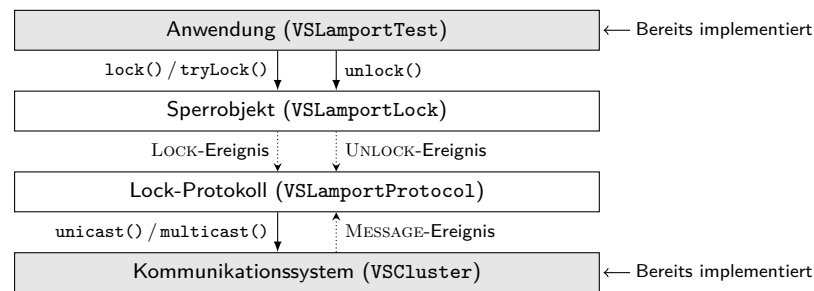 Anwendung (VSLamportTest) ⟵ Bereits implementiert
lock() / tryLock() unlock()
Sperrobjekt (VSLamportLock)
LOCK-Ereignis UNLOCK-Ereignis
Lock-Protokoll (VSLamportProtocol)
unicast() / multicast() MESSAGE-Ereignis
Kommunikationssystem (VSCluster) ⟵ Bereits implementiert